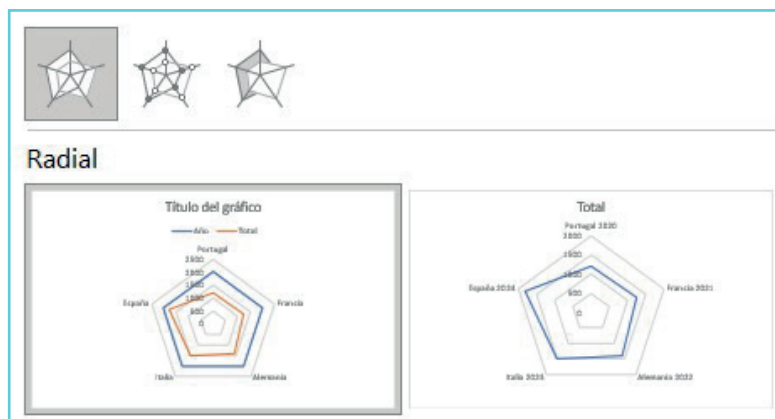 Radial
Título del gráfico
Año Total
Portugal
2500
2000
1500
1000
500
0
España
Francia
Italia
Alemania
Total
Portugal 2020
2000
1500
1000
500
0
España 2024
Francia 2021
Italia 2023
Alemania 2022